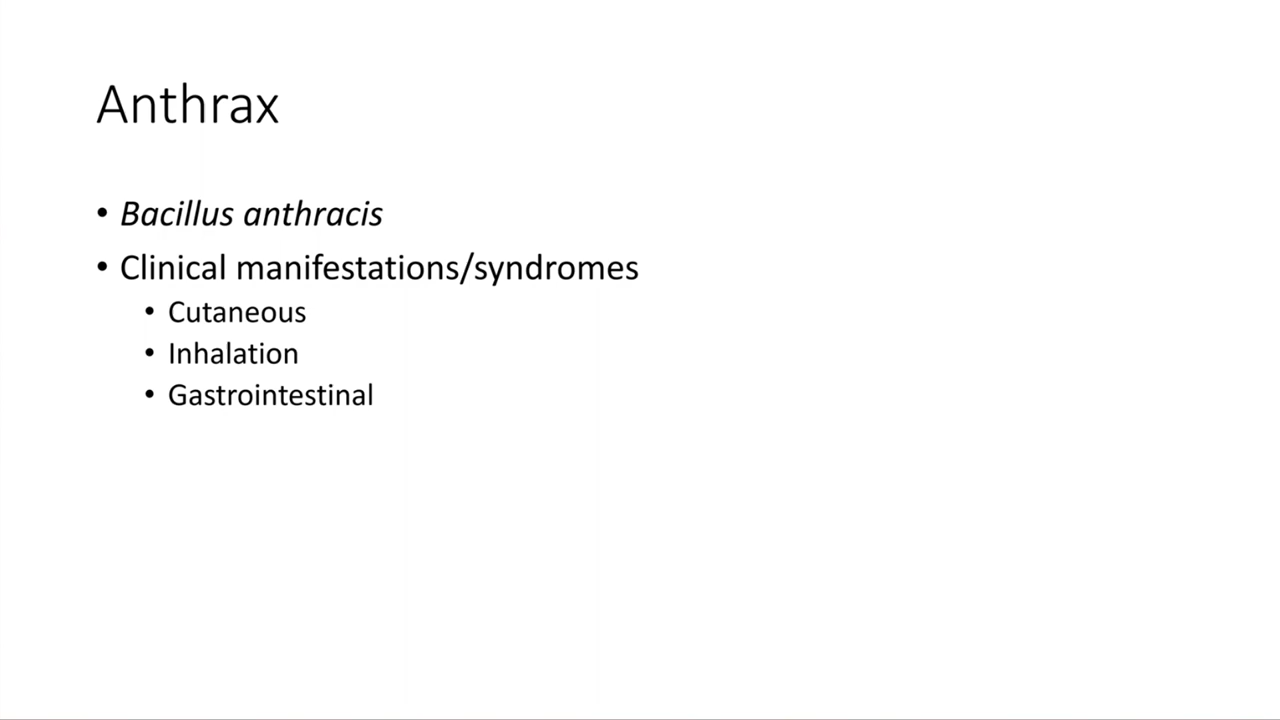 Anthrax
• Bacillus anthracis
• Clinical manifestations/syndromes
• Cutaneous
• Inhalation
• Gastrointestinal